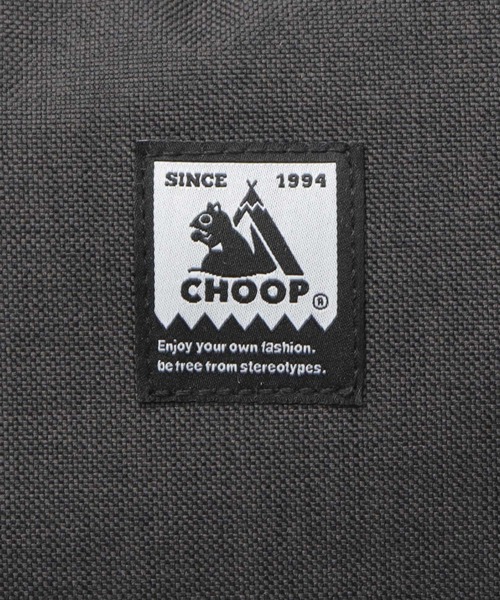 SINCE 1994
CHOOP®
Enjoy your own fashion.
be free from stereotypes.